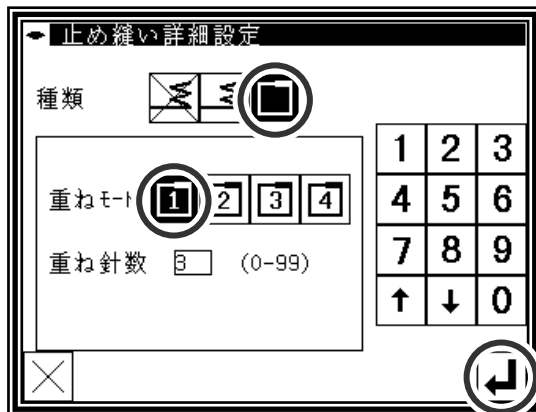 止め縫い詳細設定
種類
1 2 3
重ねモード 1 2 3 4
4 5 6
重ね針数 3 (0-99)
7 8 9
↑ ↓ 0